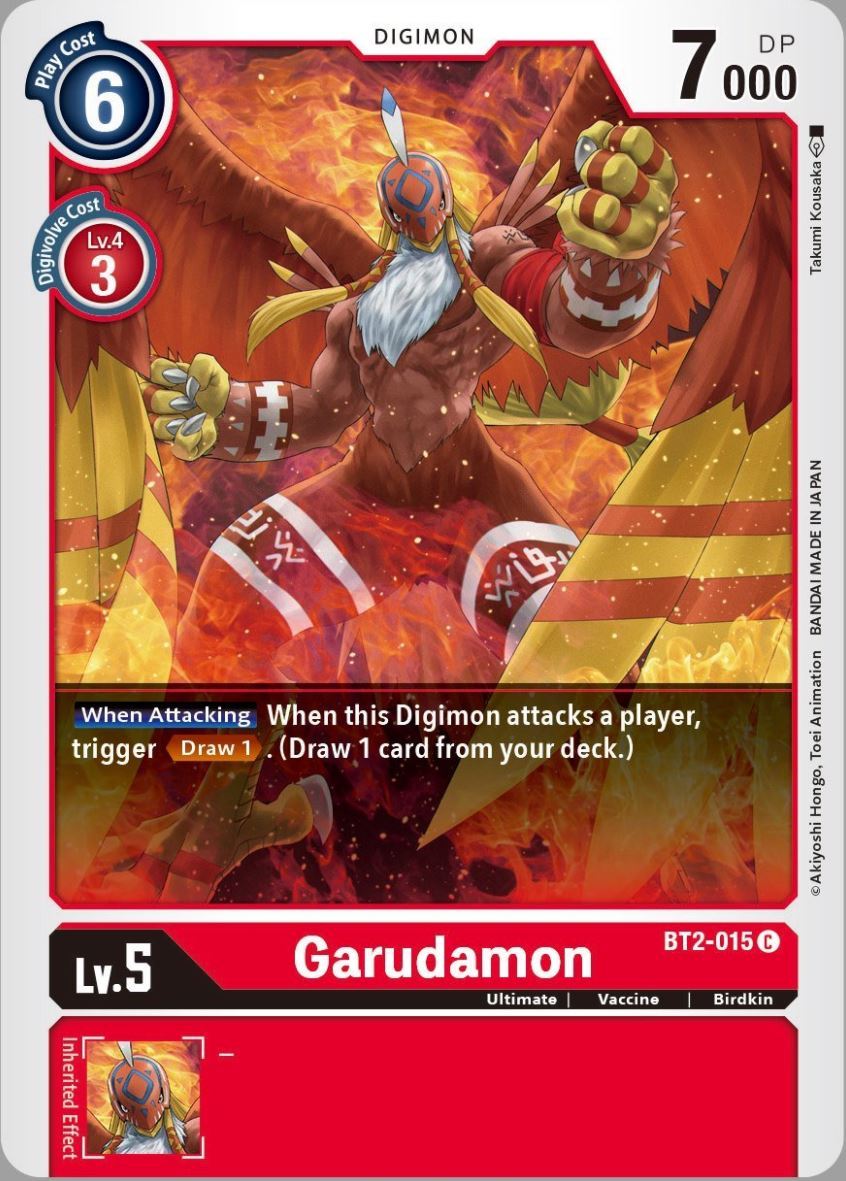 DIGIMON
Play Cost
6
DP
7000
Digivolve Cost
Lv.4
3
Takumi Kousaka
©Akiyoshi Hongo, Toei Animation BANDAI MADE IN JAPAN
When Attacking When this Digimon attacks a player,
trigger Draw 1. (Draw 1 card from your deck.)
BT2-015 C
Lv.5 Garudamon
Ultimate | Vaccine | Birdkin
Inherited Effect
–